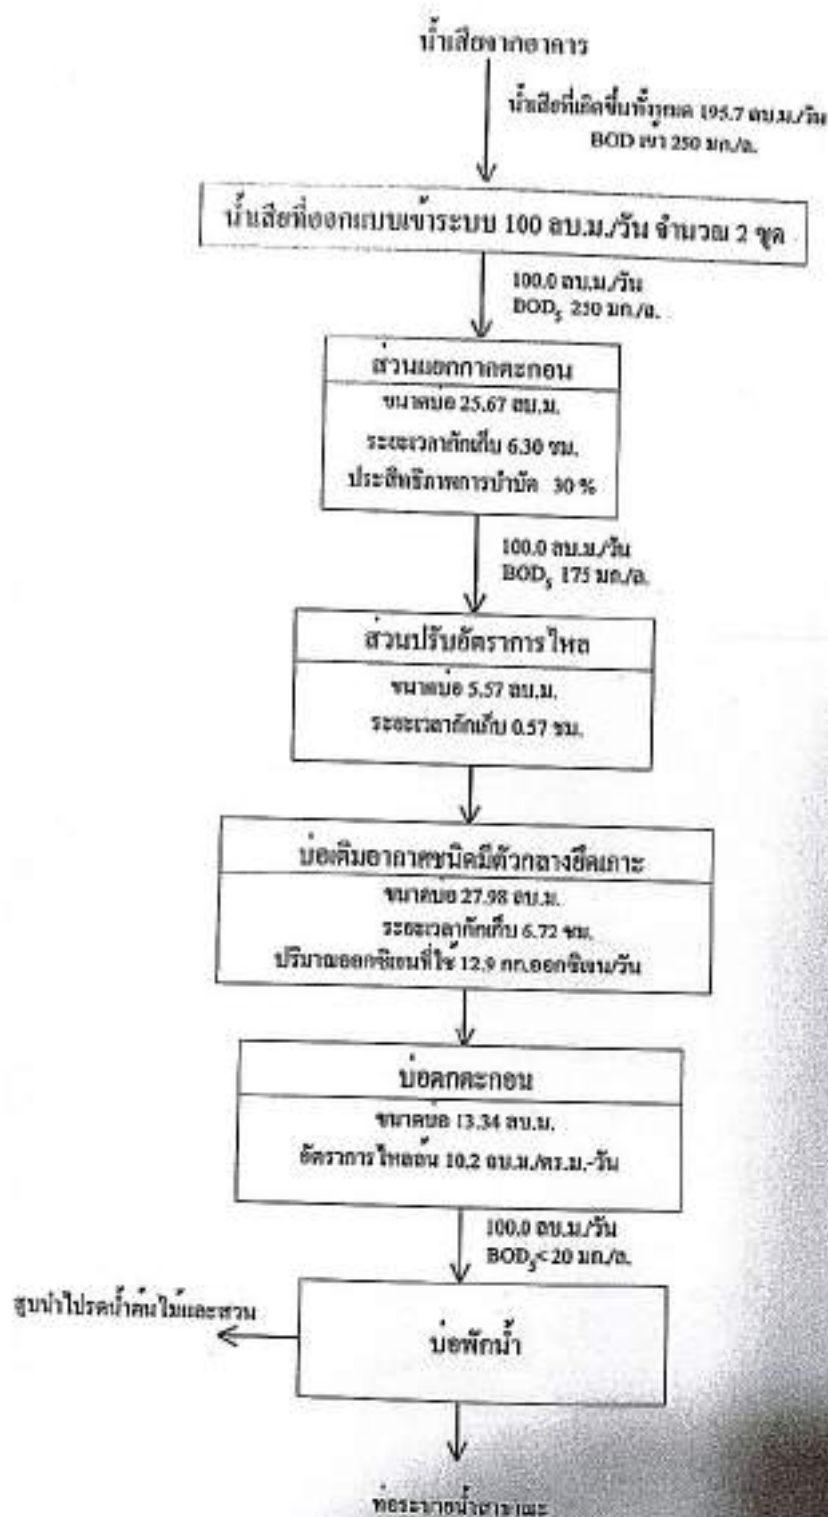 น้ำเสียจากอาคาร
น้ำเสียที่เกิดขึ้นทั้งหมด 195.7 ลบ.ม./วัน
BOD เข้า 250 มก./ล.
น้ำเสียที่ออกแบบเข้าระบบ 100 ลบ.ม./วัน จำนวน 2 ชุด
100.0 ลบ.ม./วัน
BOD₅ 250 มก./ล.
ส่วนแยกกากตะกอน
ขนาดบ่อ 25.67 ลบ.ม.
ระยะเวลากักเก็บ 6.30 ชม.
ประสิทธิภาพการบำบัด 30 %
100.0 ลบ.ม./วัน
BOD₅ 175 มก./ล.
ส่วนปรับอัตราการไหล
ขนาดบ่อ 5.57 ลบ.ม.
ระยะเวลากักเก็บ 0.57 ชม.
บ่อเติมอากาศชนิดมีตัวกลางยึดเกาะ
ขนาดบ่อ 27.98 ลบ.ม.
ระยะเวลากักเก็บ 6.72 ชม.
ปริมาณออกซิเจนที่ใช้ 12.9 กก.ออกซิเจน/วัน
บ่อตกตะกอน
ขนาดบ่อ 13.34 ลบ.ม.
อัตราการไหลล้น 10.2 ลบ.ม./ตร.ม.-วัน
100.0 ลบ.ม./วัน
BOD₅< 20 มก./ล.
สูบนำไปรดน้ำต้นไม้และสวน
บ่อพักน้ำ
ท่อระบายน้ำสาธารณะ